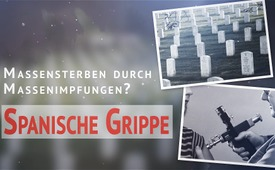 Massensterben durch
Massenimpfungen?
Spanische Grippe